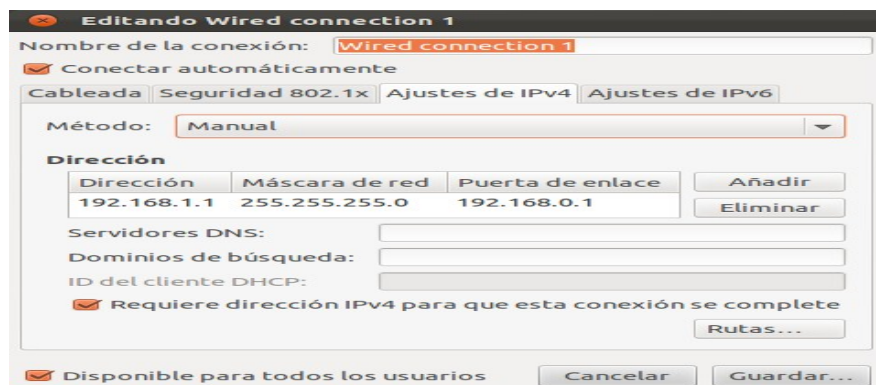 Editando Wired connection 1
Nombre de la conexión: Wired connection 1
Conectar automáticamente
Cableada Seguridad 802.1x Ajustes de IPv4 Ajustes de IPv6
Método: Manual
Dirección
Dirección Máscara de red Puerta de enlace Añadir
192.168.1.1 255.255.255.0 192.168.0.1 Eliminar
Servidores DNS:
Dominios de búsqueda:
ID del cliente DHCP:
Requiere dirección IPv4 para que esta conexión se complete
Rutas...
Disponible para todos los usuarios Cancelar Guardar...